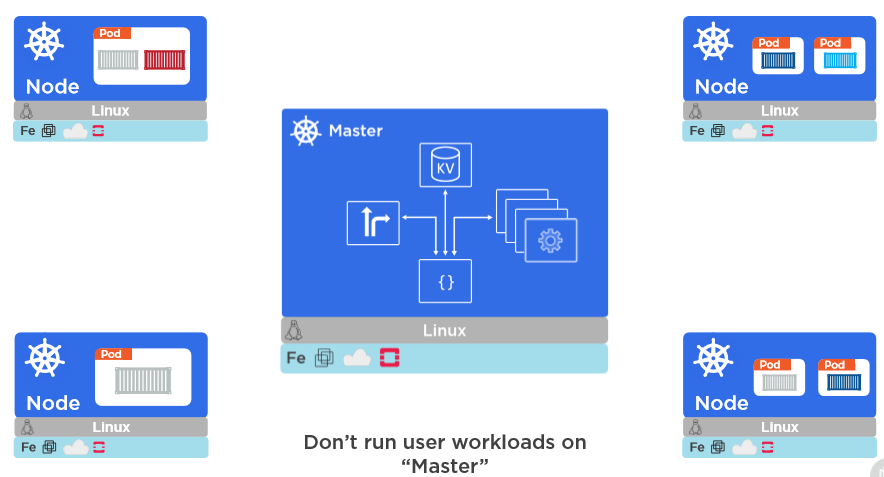 Pod
Node
Linux
Fe
Pod
Pod
Node
Linux
Fe
Master
KV
{}
Linux
Fe
Pod
Node
Linux
Fe
Pod
Pod
Node
Linux
Fe
Don't run user workloads on
“Master”